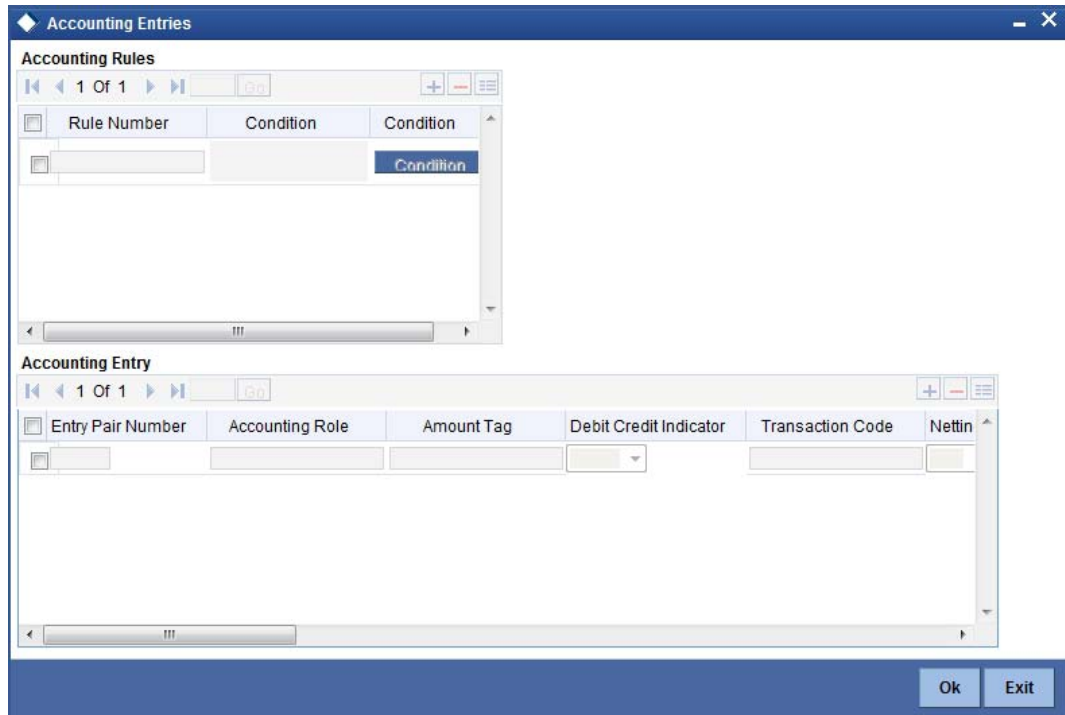 Accounting Entries
Accounting Rules
1 Of 1 Go
Rule Number Condition Condition
Condition
Accounting Entry
1 Of 1 Go
Entry Pair Number Accounting Role Amount Tag Debit Credit Indicator Transaction Code Nettin
Ok Exit